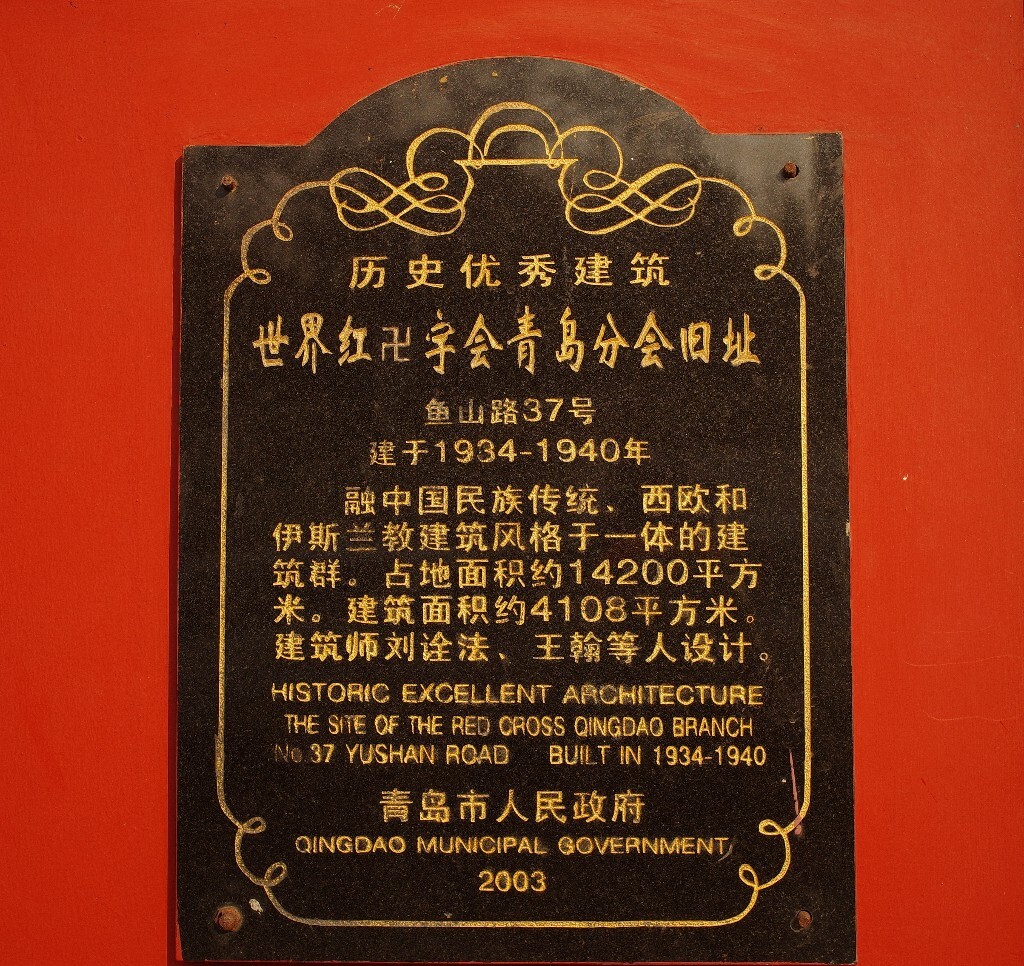 历史优秀建筑
世界红卍字会青岛分会旧址
鱼山路37号
建于1934-1940年
融中国民族传统、西欧和
伊斯兰教建筑风格于一体的建
筑群。占地面积约14200平方
米。建筑面积约4108平方米。
建筑师刘诠法、王翰等人设计。
HISTORIC EXCELLENT ARCHITECTURE
THE SITE OF THE RED CROSS QINGDAO BRANCH
No.37 YUSHAN ROAD BUILT IN 1934-1940
青岛市人民政府
QINGDAO MUNICIPAL GOVERNMENT
2003